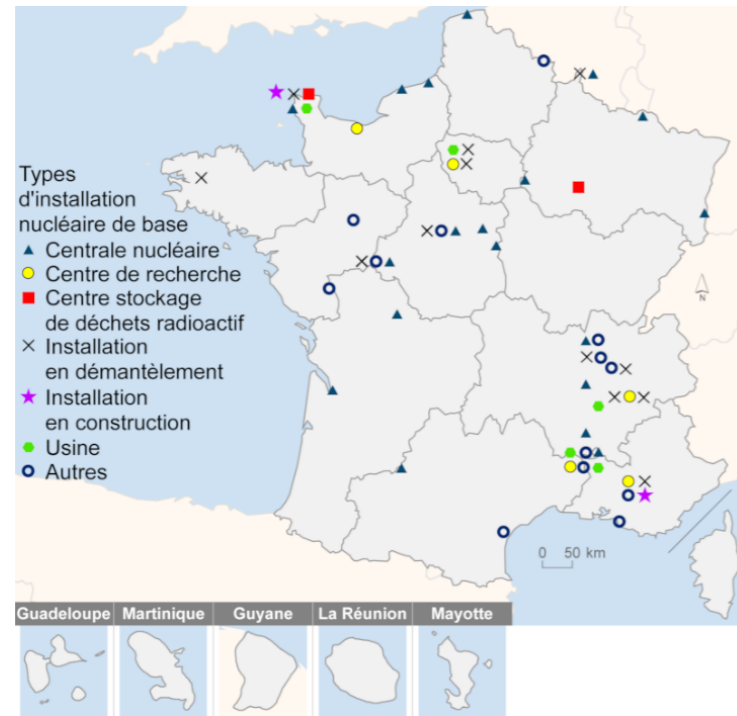 Types
d'installation
nucléaire de base
Centrale nucléaire
Centre de recherche
Centre stockage
de déchets radioactif
Installation
en démantèlement
Installation
en construction
Usine
Autres
N
0 50 km
Guadeloupe Martinique Guyane La Réunion Mayotte